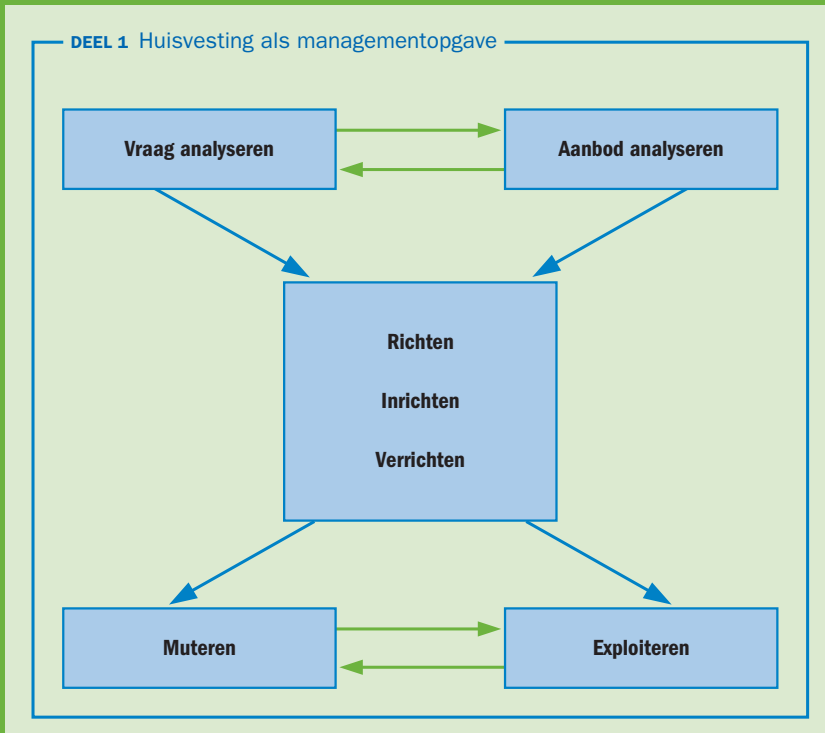 DEEL 1 Huisvesting als managementopgave
Vraag analyseren
Aanbod analyseren
Richten
Inrichten
Verrichten
Muteren
Exploiteren